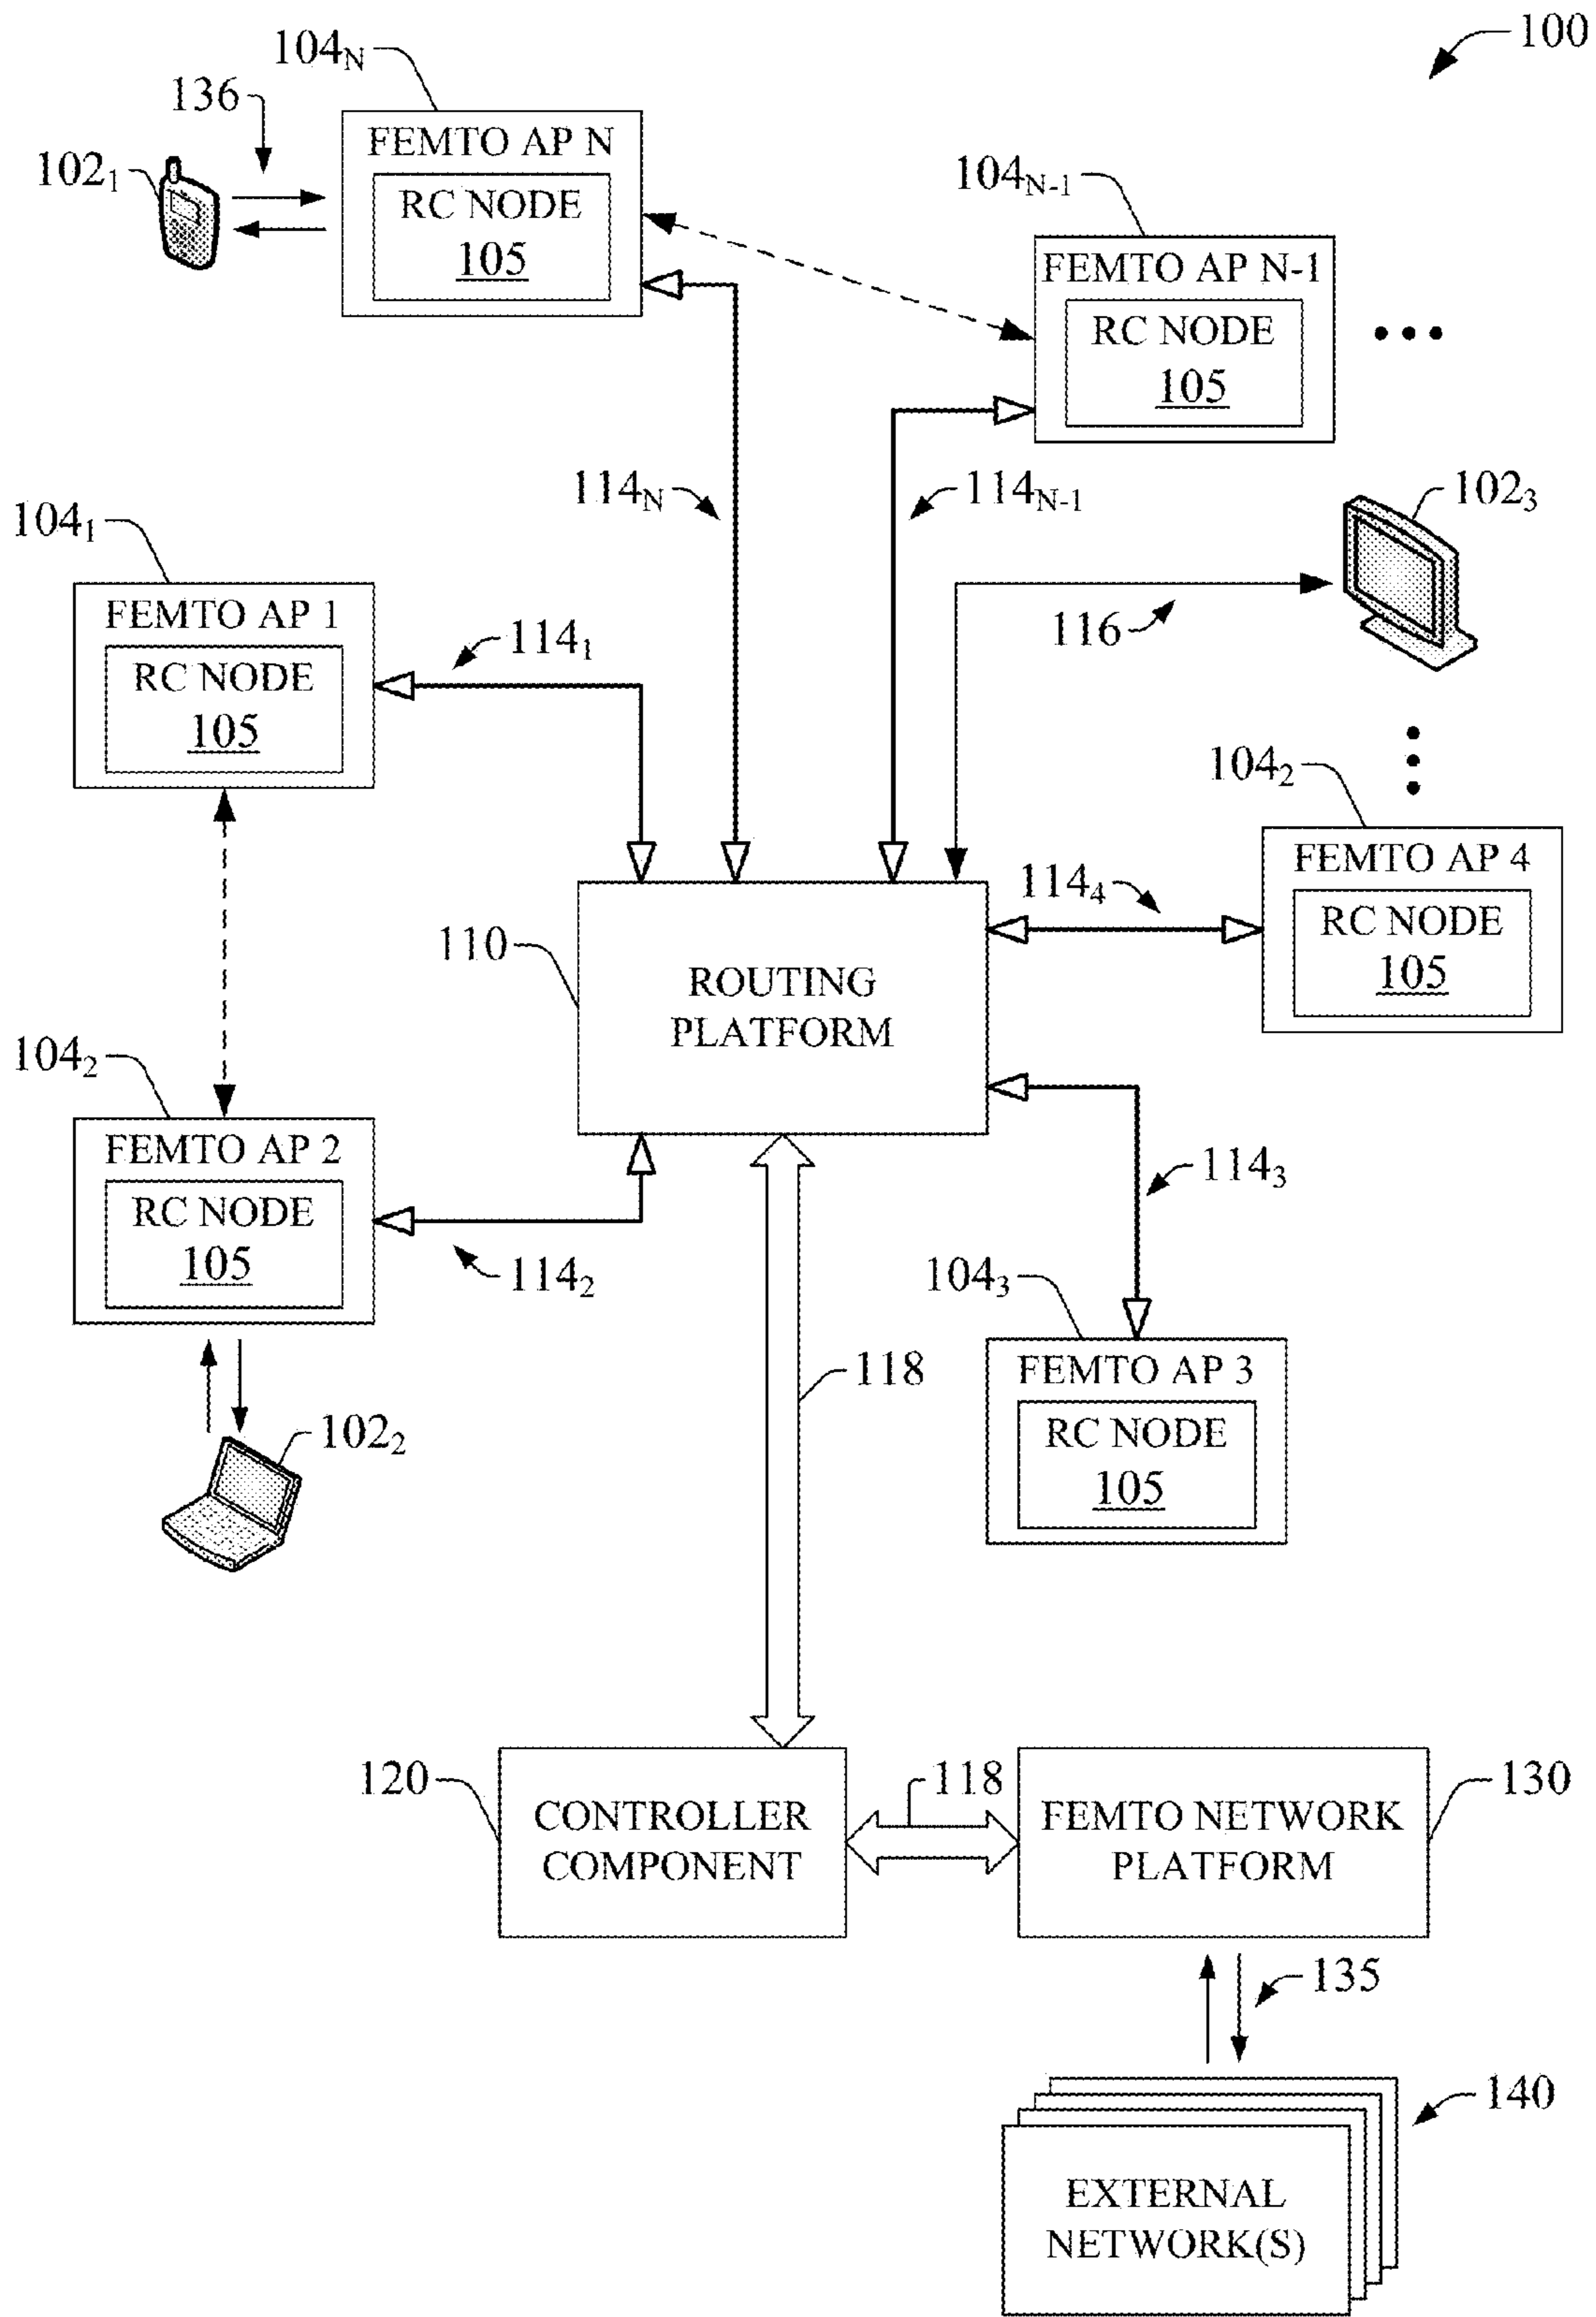 100
104N
136
FEMTO AP N
1021
RC NODE
105
104N-1
FEMTO AP N-1
RC NODE
105
114N
114N-1
1023
1041
FEMTO AP 1
RC NODE
105
1141
116
1042
FEMTO AP 4
RC NODE
105
1144
110
ROUTING
PLATFORM
1042
FEMTO AP 2
RC NODE
105
1142
1143
1043
FEMTO AP 3
RC NODE
105
118
1022
120
CONTROLLER
COMPONENT
118
FEMTO NETWORK
PLATFORM
130
135
140
EXTERNAL
NETWORK(S)